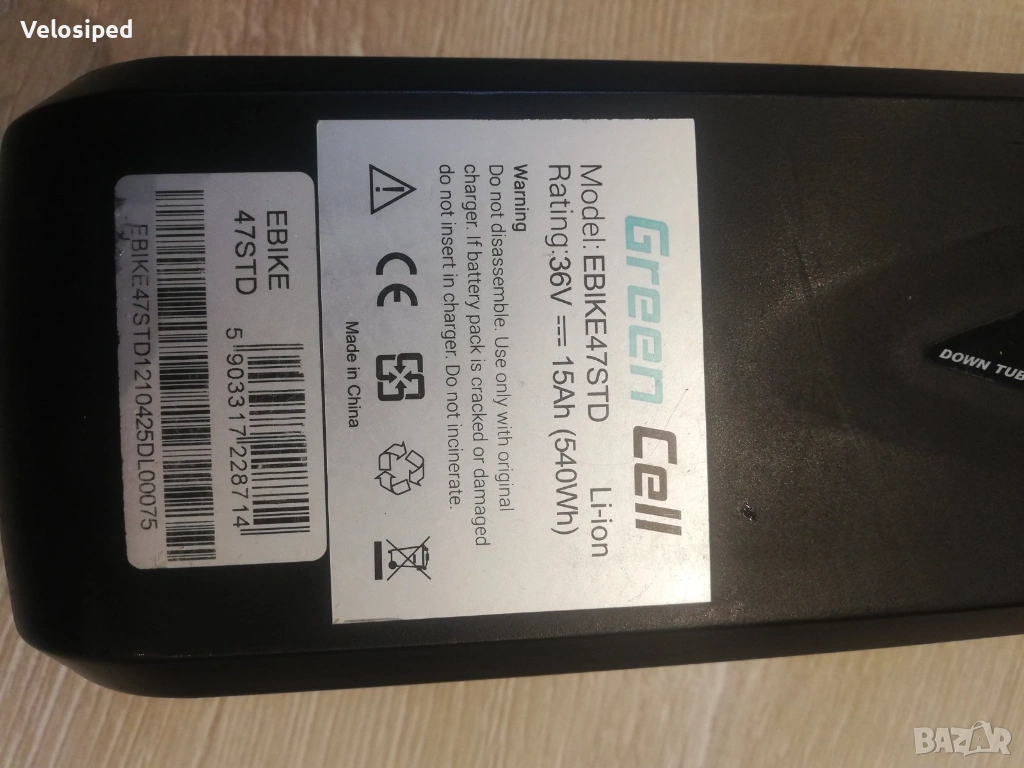 Velosiped
Green Cell
Model: EBIKE47STD Li-ion
Rating:36V 15Ah (540Wh)
Warning
Do not disassemble. Use only with original
charger. If battery pack is cracked or damaged
do not insert in charger. Do not incinerate.
CE
Made in China
EBIKE
47STD
5 903317 228714
EBIKE47STD1210425DL00075
DOWN TUB
BAZAR